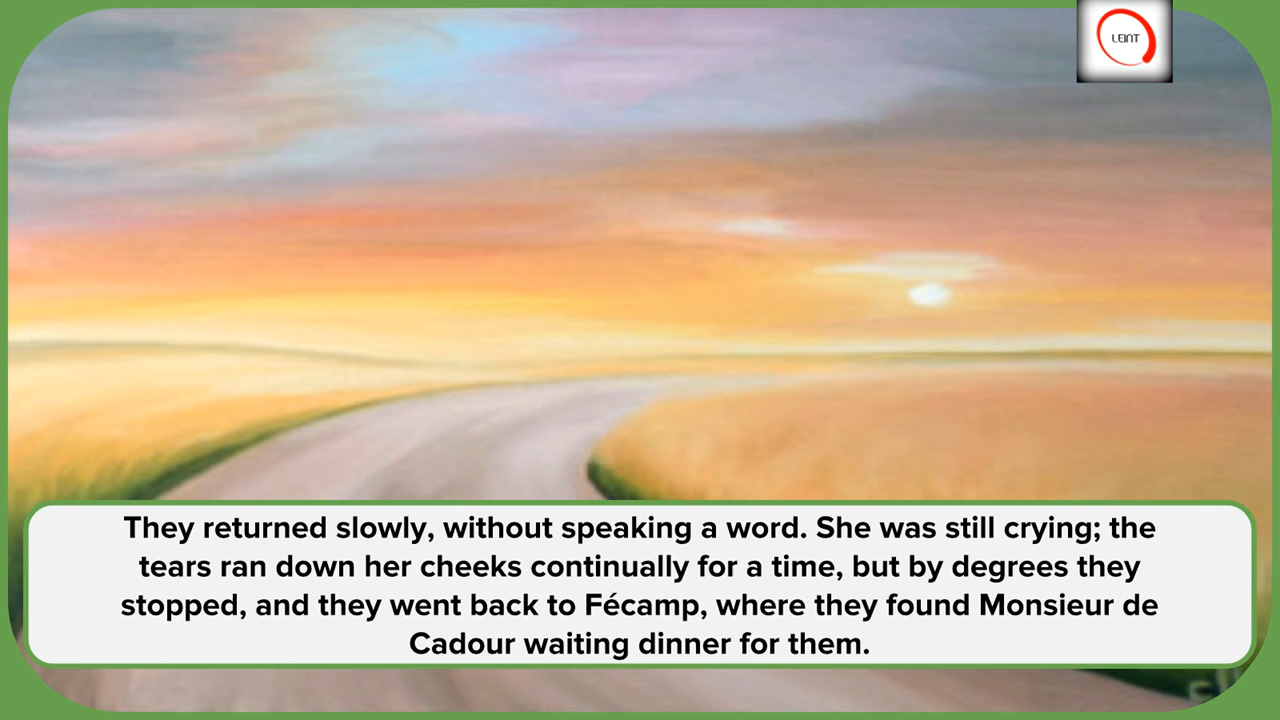 LEINT
They returned slowly, without speaking a word. She was still crying; the
tears ran down her cheeks continually for a time, but by degrees they
stopped, and they went back to Fécamp, where they found Monsieur de
Cadour waiting dinner for them.